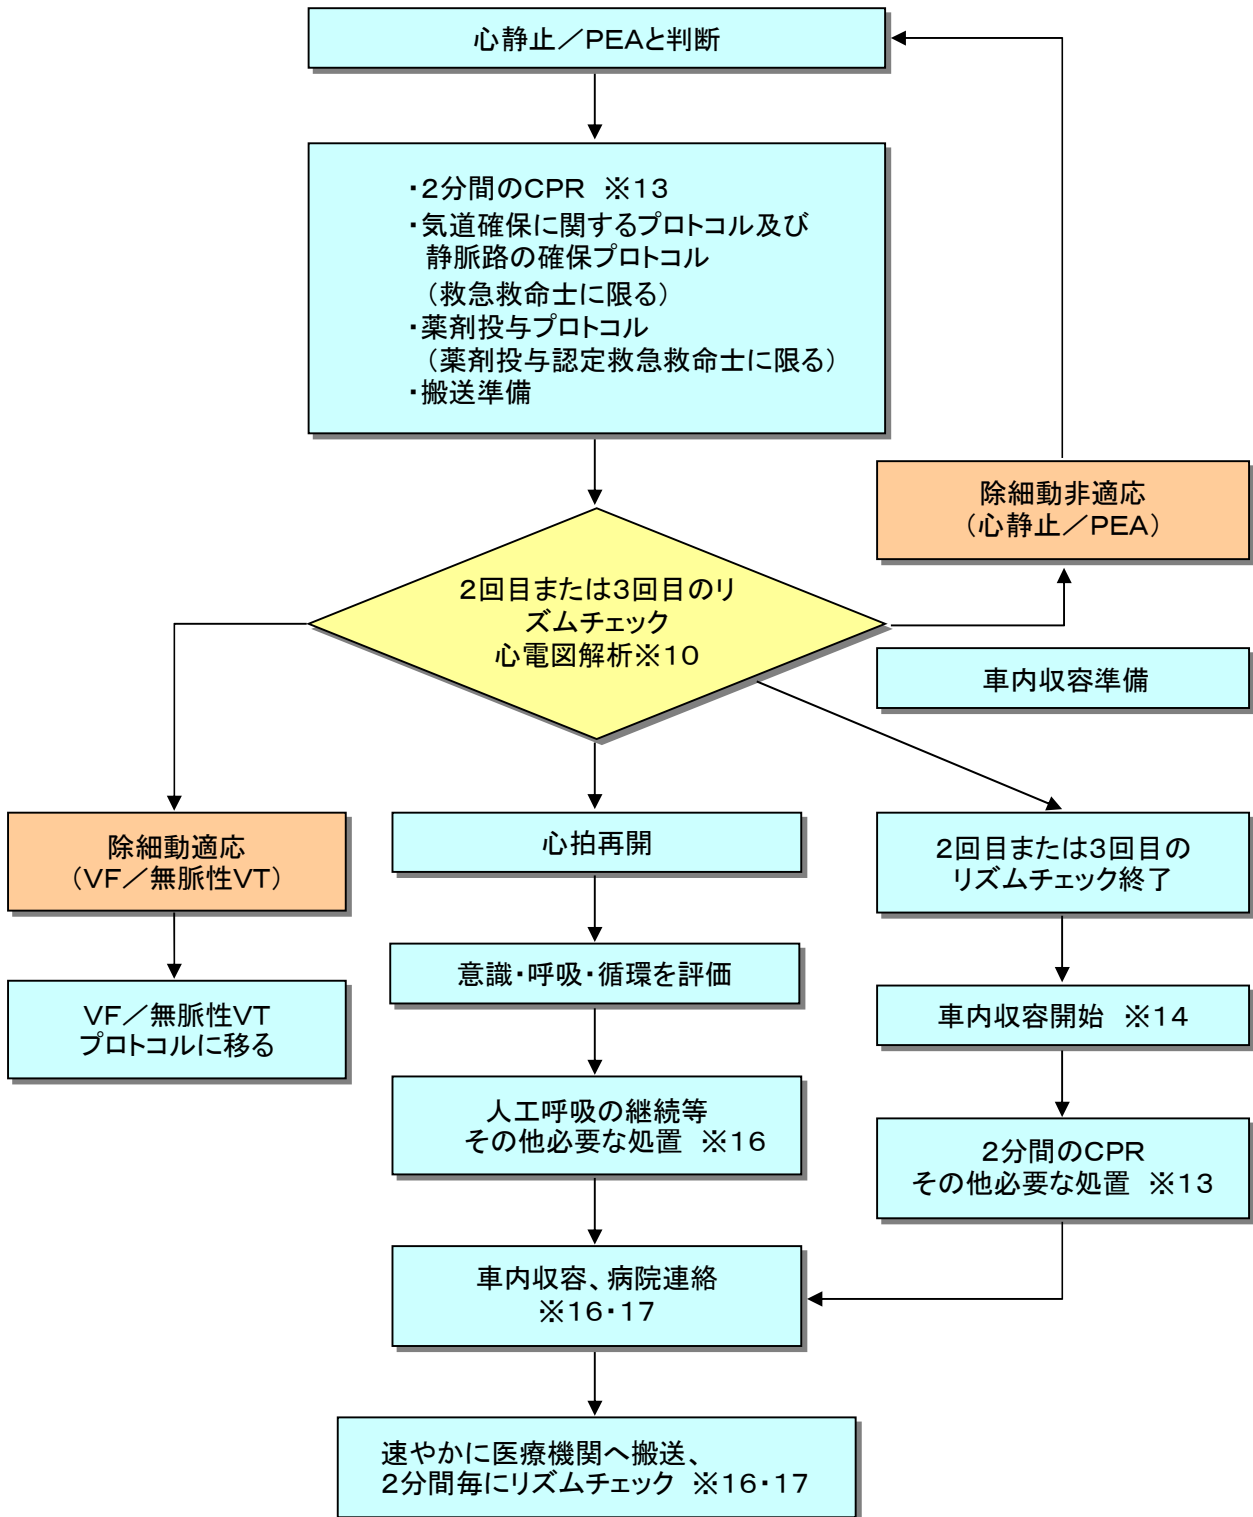 心静止／PEAと判断
・2分間のCPR ※13
・気道確保に関するプロトコル及び
静脈路の確保プロトコル
（救急救命士に限る）
・薬剤投与プロトコル
（薬剤投与認定救急救命士に限る）
・搬送準備
除細動非適応
（心静止／PEA）
2回目または3回目のリ
ズムチェック
心電図解析※10
車内収容準備
除細動適応
（VF／無脈性VT）
心拍再開
2回目または3回目の
リズムチェック終了
VF／無脈性VT
プロトコルに移る
意識・呼吸・循環を評価
車内収容開始 ※14
人工呼吸の継続等
その他必要な処置 ※16
2分間のCPR
その他必要な処置 ※13
車内収容、病院連絡
※16・17
速やかに医療機関へ搬送、
2分間毎にリズムチェック ※16・17